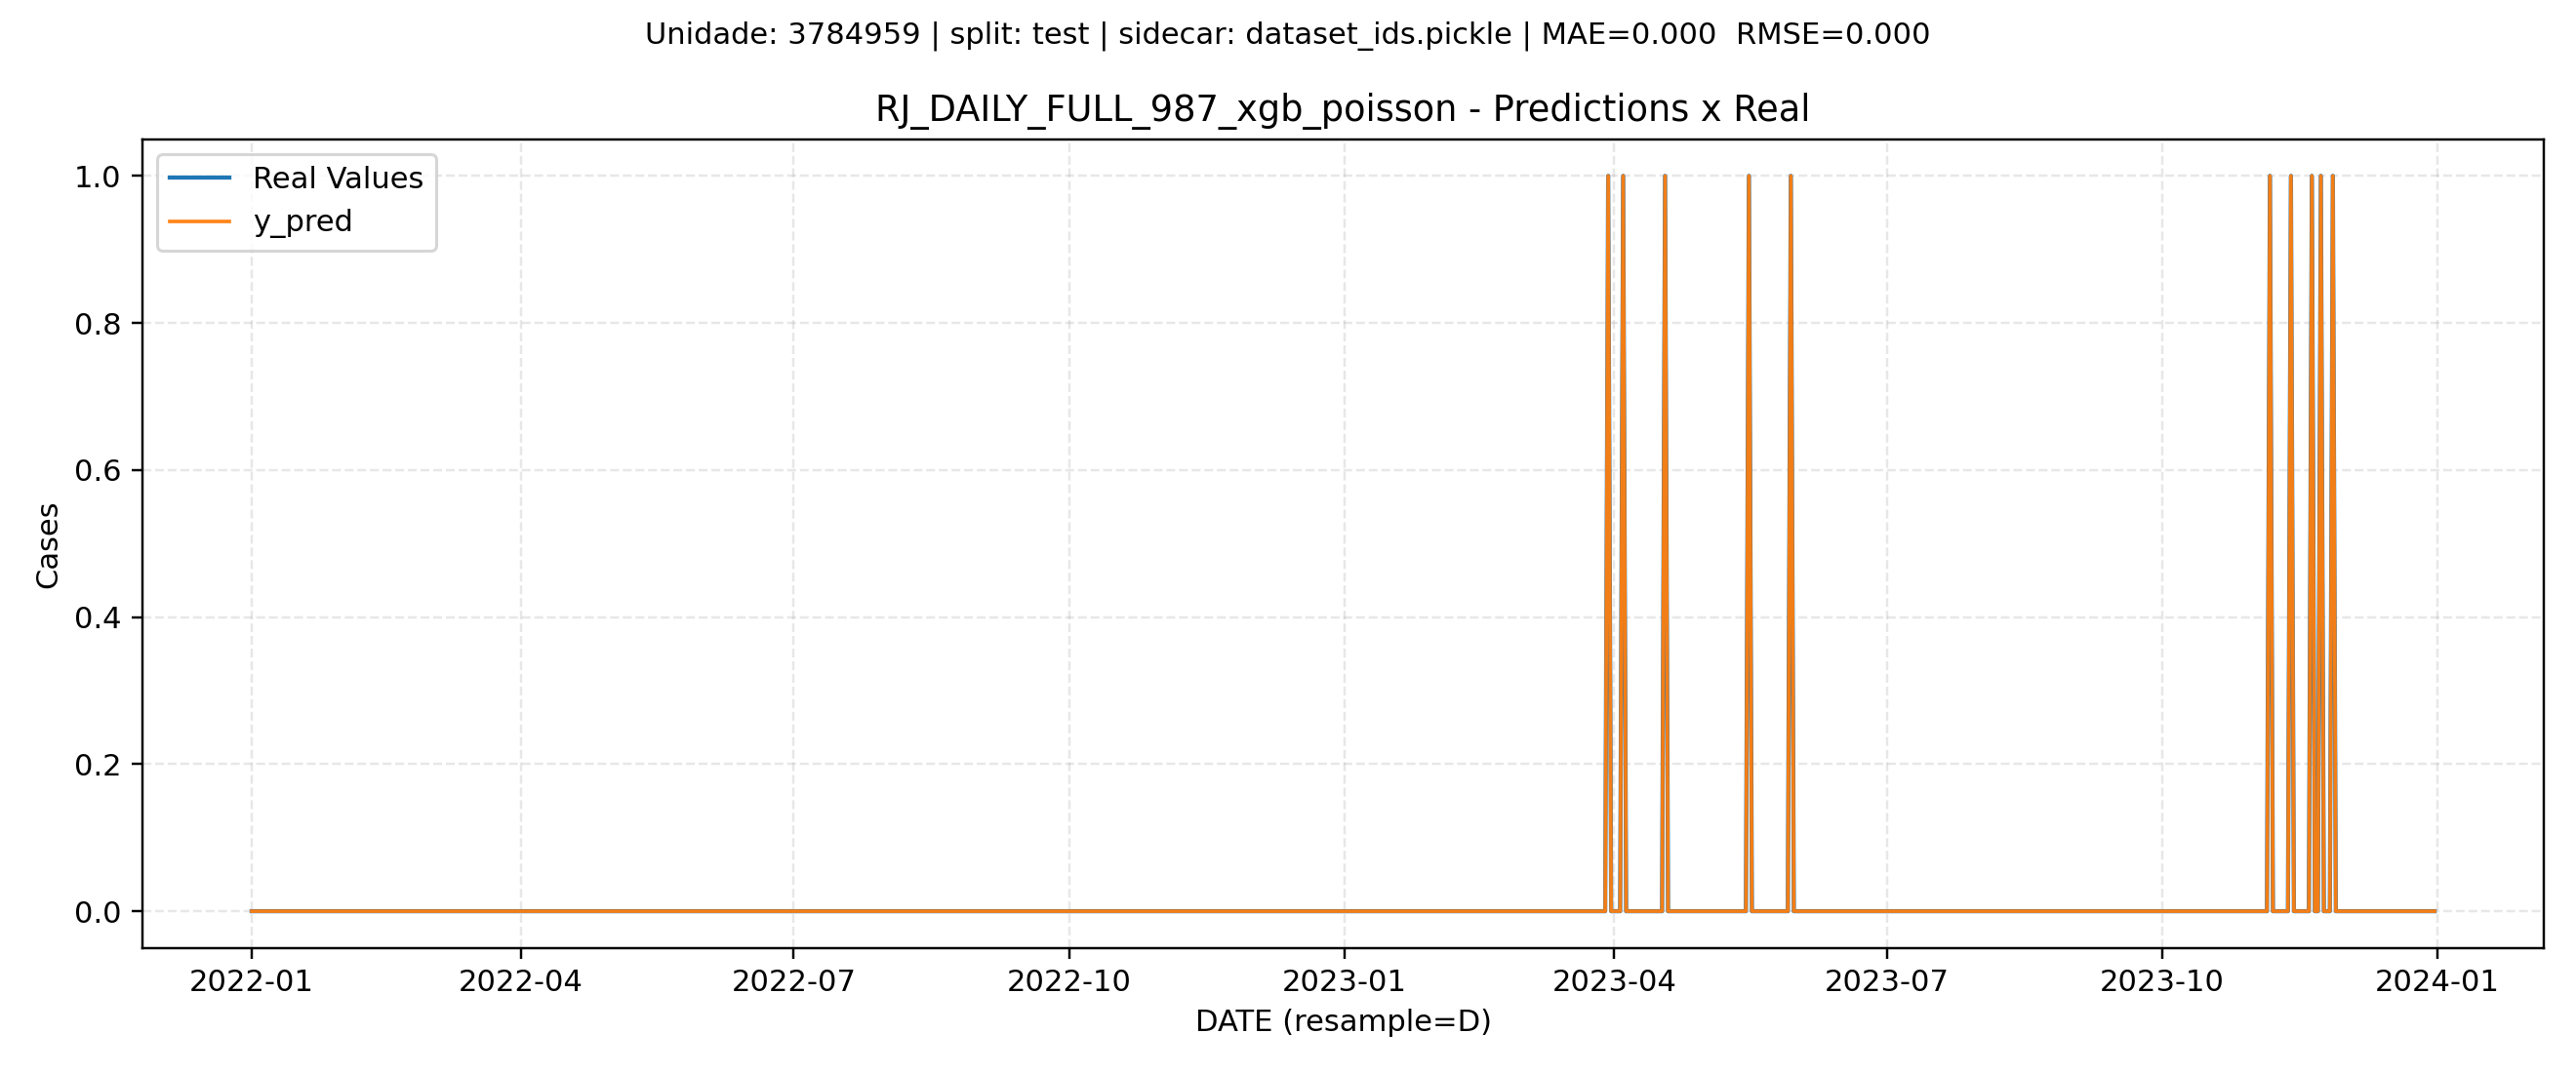 Unidade: 3784959 | split: test | sidecar: dataset_ids.pickle | MAE=0.000  RMSE=0.000
RJ_DAILY_FULL_987_xgb_poisson - Predictions x Real
Real Values
y_pred
1.0
0.8
0.6
0.4
0.2
0.0
Cases
2022-01 2022-04 2022-07 2022-10 2023-01 2023-04 2023-07 2023-10 2024-01
DATE (resample=D)